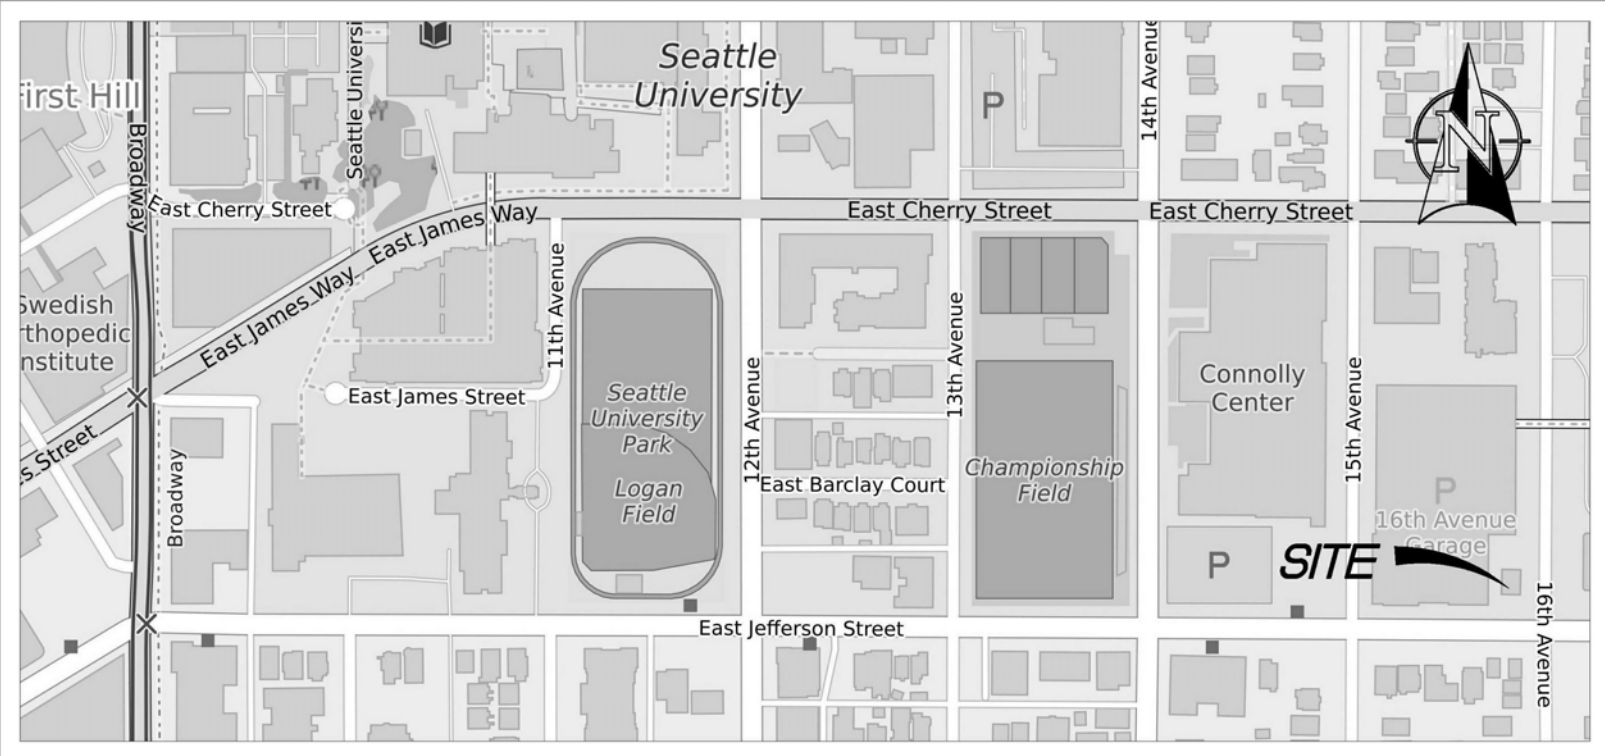 Seattle
University
First Hill
Broadway
Seattle Universi
14th Avenue
P
N
East Cherry Street
East James Way
East Cherry Street
East Cherry Street
East James Way
11th Avenue
Swedish
rthopedic
nstitute
13th Avenue
12th Avenue
15th Avenue
East James Street
Seattle
University
Park
Logan
Field
Connolly
Center
s Street
Broadway
East Barclay Court
Championship
Field
P
16th Avenue
Garage
P
SITE
16th Avenue
East Jefferson Street